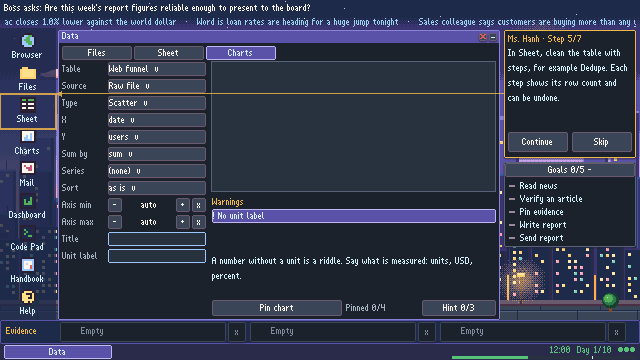 Boss asks: Are this week's report figures reliable enough to present to the board?
ac closes 1.0% lower against the world dollar · Word is loan rates are heading for a huge jump tonight · Sales colleague says customers are buying more than any
Browser
Files
Sheet
Charts
Mail
Dashboard
Code Pad
Handbook
Help
Data
Files
Sheet
Charts
Table
Web funnel v
Source
Raw file v
Type
Scatter v
X
date v
Y
users v
Sum by
sum v
Series
(none) v
Sort
as is v
Axis min
- auto + x
Axis max
- auto + x
Title
Unit label
Warnings
! No unit label
A number without a unit is a riddle. Say what is measured: units, USD,
percent.
Pin chart
Pinned 0/4
Hint 0/3
Ms. Hanh · Step 5/7
In Sheet, clean the table with
steps, for example Dedupe. Each
step shows its row count and
can be undone.
Continue
Skip
Goals 0/5 -
— Read news
— Verify an article
— Pin evidence
— Write report
— Send report
Evidence
Empty
x
Empty
x
Empty
x
Data
12:00 Day 1/10